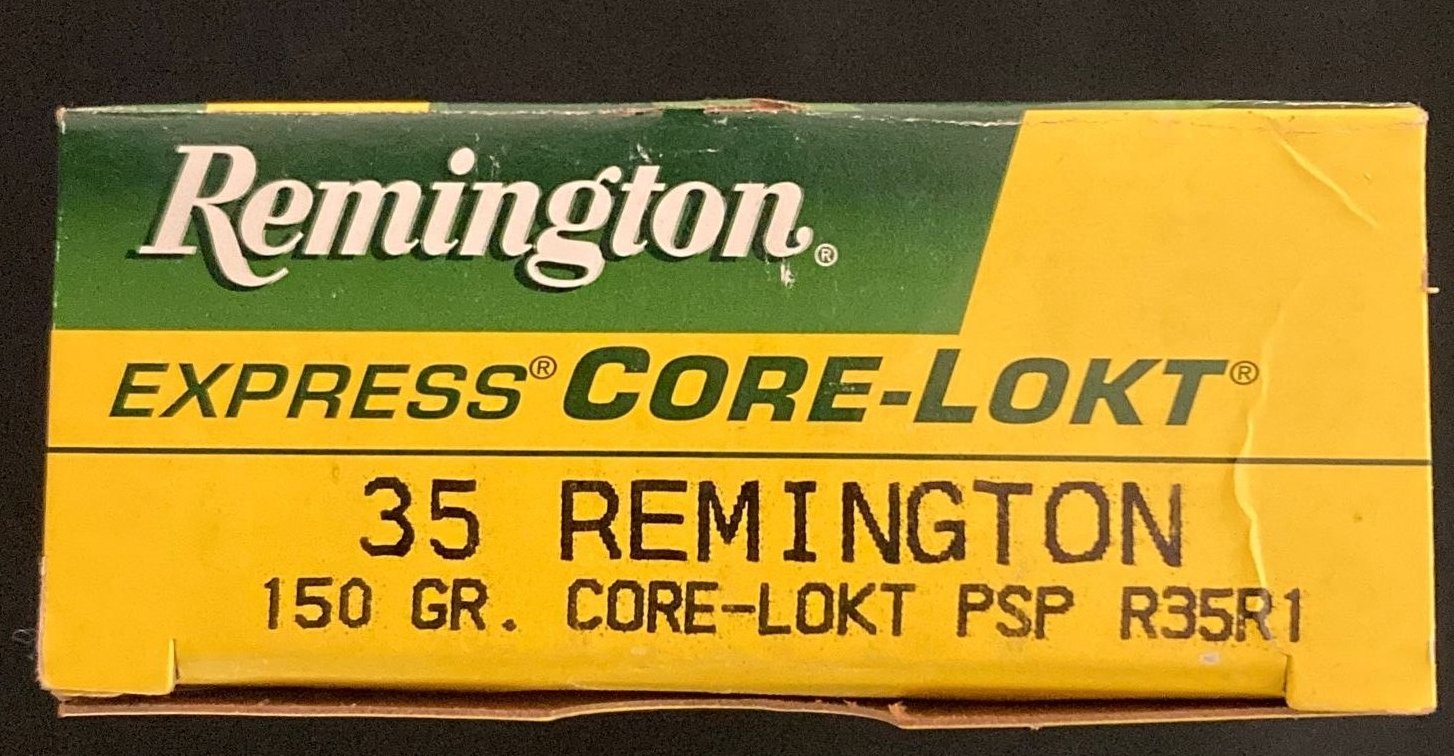 Remington®
EXPRESS® CORE-LOKT®
35 REMINGTON
150 GR. CORE-LOKT PSP R35R1